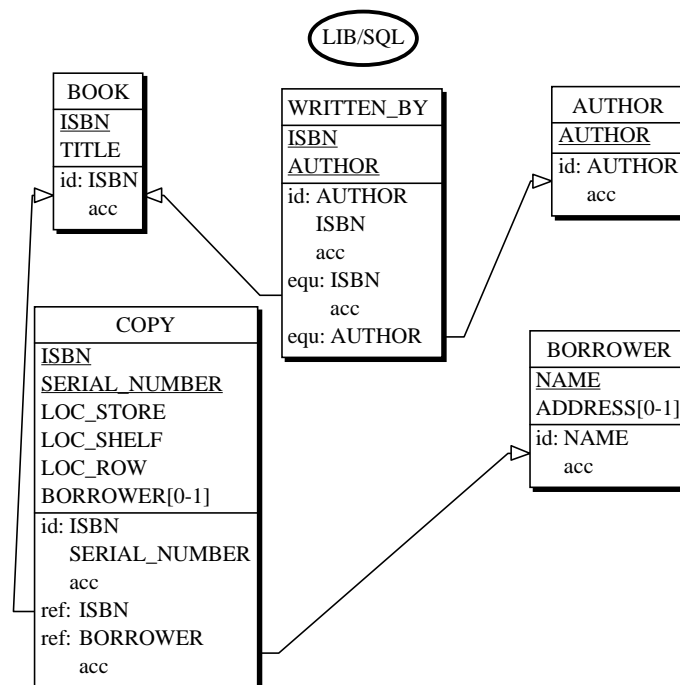 LIB/SQL
BOOK
ISBN
TITLE
id: ISBN
acc
WRITTEN_BY
ISBN
AUTHOR
id: AUTHOR
ISBN
acc
equ: ISBN
acc
equ: AUTHOR
AUTHOR
AUTHOR
id: AUTHOR
acc
COPY
ISBN
SERIAL_NUMBER
LOC_STORE
LOC_SHELF
LOC_ROW
BORROWER[0-1]
id: ISBN
SERIAL_NUMBER
acc
ref: ISBN
ref: BORROWER
acc
BORROWER
NAME
ADDRESS[0-1]
id: NAME
acc